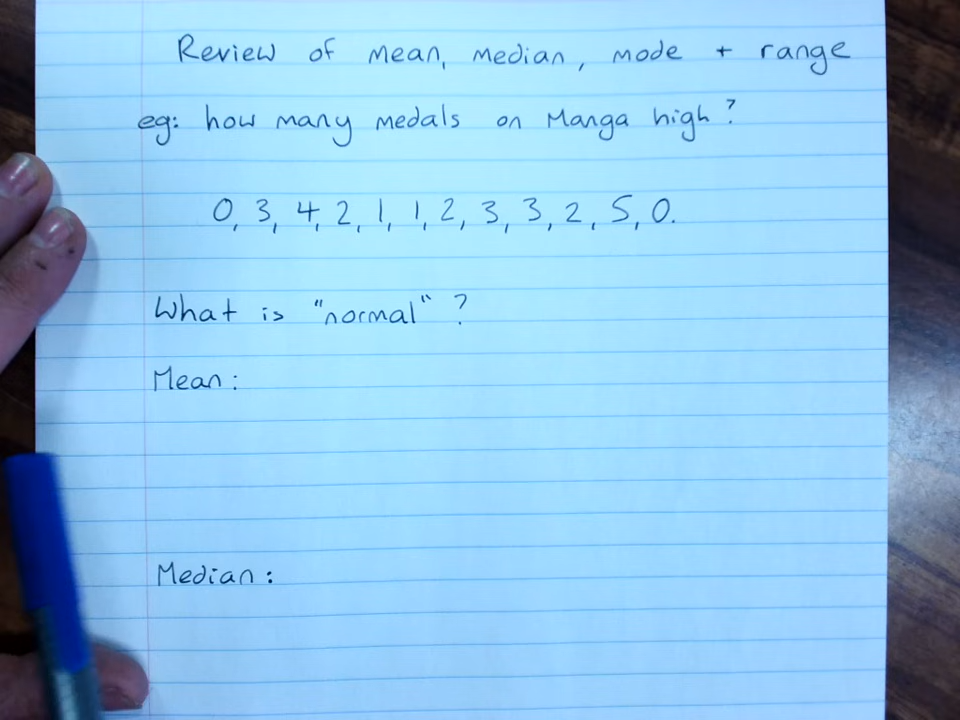 Review of mean, median, mode + range
eg: how many medals on Manga high?
0, 3, 4, 2, 1, 1, 2, 3, 3, 2, 5, 0.
What is "normal"?
Mean:
Median: